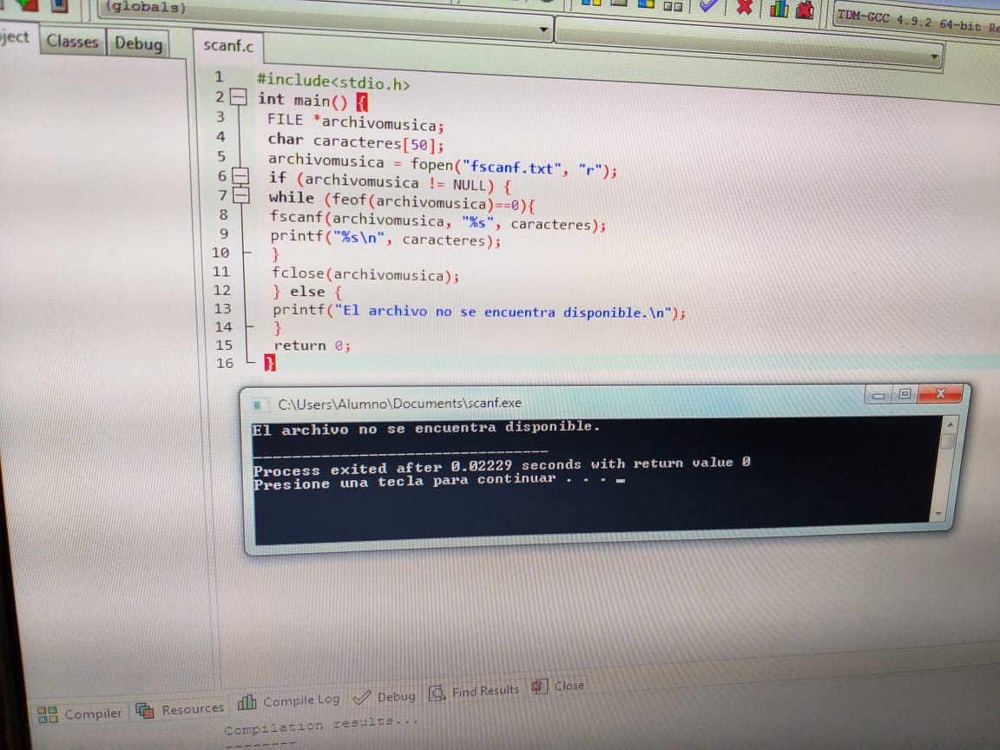 (globals)
TDM-GCC 4.9.2 64-bit Re
ject Classes Debug scanf.c
1 #include<stdio.h>
2 int main() {
3 FILE *archivomusica;
4 char caracteres[50];
5 archivomusica = fopen("fscanf.txt", "r");
6 if (archivomusica != NULL) {
7 while (feof(archivomusica)==0){
8 fscanf(archivomusica, "%s", caracteres);
9 printf("%s\n", caracteres);
10 }
11 fclose(archivomusica);
12 } else {
13 printf("El archivo no se encuentra disponible.\n");
14 }
15 return 0;
16 }
C:\Users\Alumno\Documents\scanf.exe
El archivo no se encuentra disponible.
--------------------------------
Process exited after 0.02229 seconds with return value 0
Presione una tecla para continuar . . .
Compiler Resources Compile Log Debug Find Results Close
Compilation results...
--------